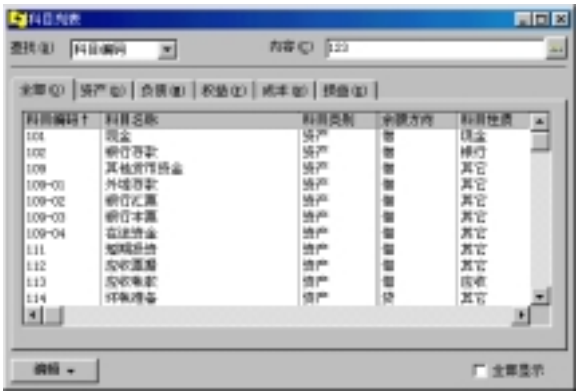 科目列表
查找(W) 科目编码 内容(C) 123
全部(Q) 资产 负债 权益 成本 损益
科目编码↑ 科目名称 科目类别 余额方向 科目性质
101 现金 资产 借 现金
102 银行存款 资产 借 银行
109 其他货币资金 资产 借 其它
109-01 外埠存款 资产 借 其它
109-02 银行汇票 资产 借 其它
109-03 银行本票 资产 借 其它
109-04 在途资金 资产 借 其它
111 短期投资 资产 借 其它
112 应收票据 资产 借 其它
113 应收帐款 资产 借 应收
114 坏帐准备 资产 贷 其它
编辑 全部显示